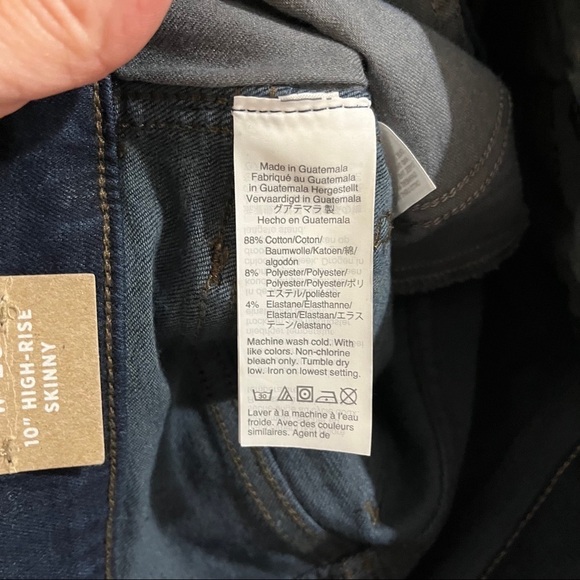 Made in Guatemala
Fabriqué au Guatemala
in Guatemala Hergestellt
Vervaardigd in Guatemala
グアテマラ 製
Hecho en Guatemala
88% Cotton/Coton/
Baumwolle/Katoen/綿/
algodón
8% Polyester/Polyester/
Polyester/Polyester/ポリ
エステル/poliéster
4% Elastane/Elasthanne/
Elastan/Elastaan/エラス
テーン/elastano
Machine wash cold. With
like colors. Non-chlorine
bleach only. Tumble dry
low. Iron on lowest setting.
30
Laver à la machine à l'eau
froide. Avec des couleurs
similaires. Agent de
10" HIGH-RISE
SKINNY